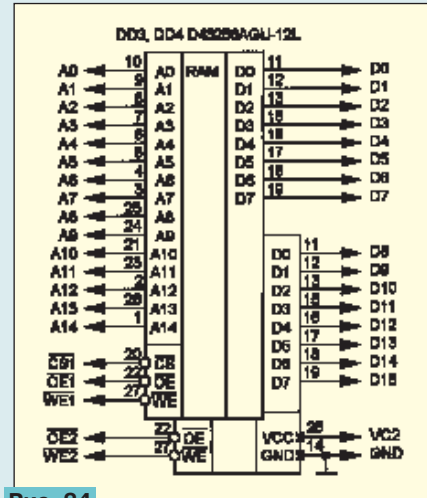 DD3, DD4 D43256AGU-12L
A0 10 A0 RAM D0 11 D0
A1 9 A1 D1 12 D1
A2 8 A2 D2 13 D2
A3 7 A3 D3 15 D3
A4 6 A4 D4 16 D4
A5 5 A5 D5 17 D5
A6 4 A6 D6 18 D6
A7 3 A7 D7 19 D7
A8 25 A8
A9 24 A9
A10 21 A10 D0 11 D8
A11 23 A11 D1 12 D9
A12 2 A12 D2 13 D10
A13 26 A13 D3 15 D11
A14 1 A14 D4 16 D12
D5 17 D13
CS1 20 CS D6 18 D14
OE1 22 OE D7 19 D15
WE1 27 WE
OE2 22 OE VCC 28 VC2
WE2 27 WE GND 14 GND